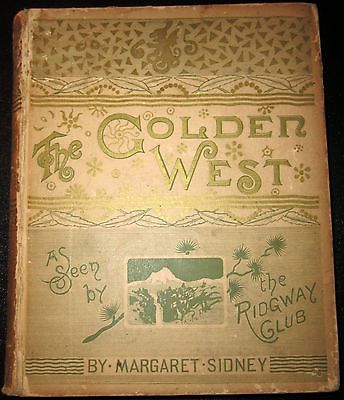 The GOLDEN
WEST
As
Seen
by
the
RIDGWAY
CLUB
BY · MARGARET · SIDNEY